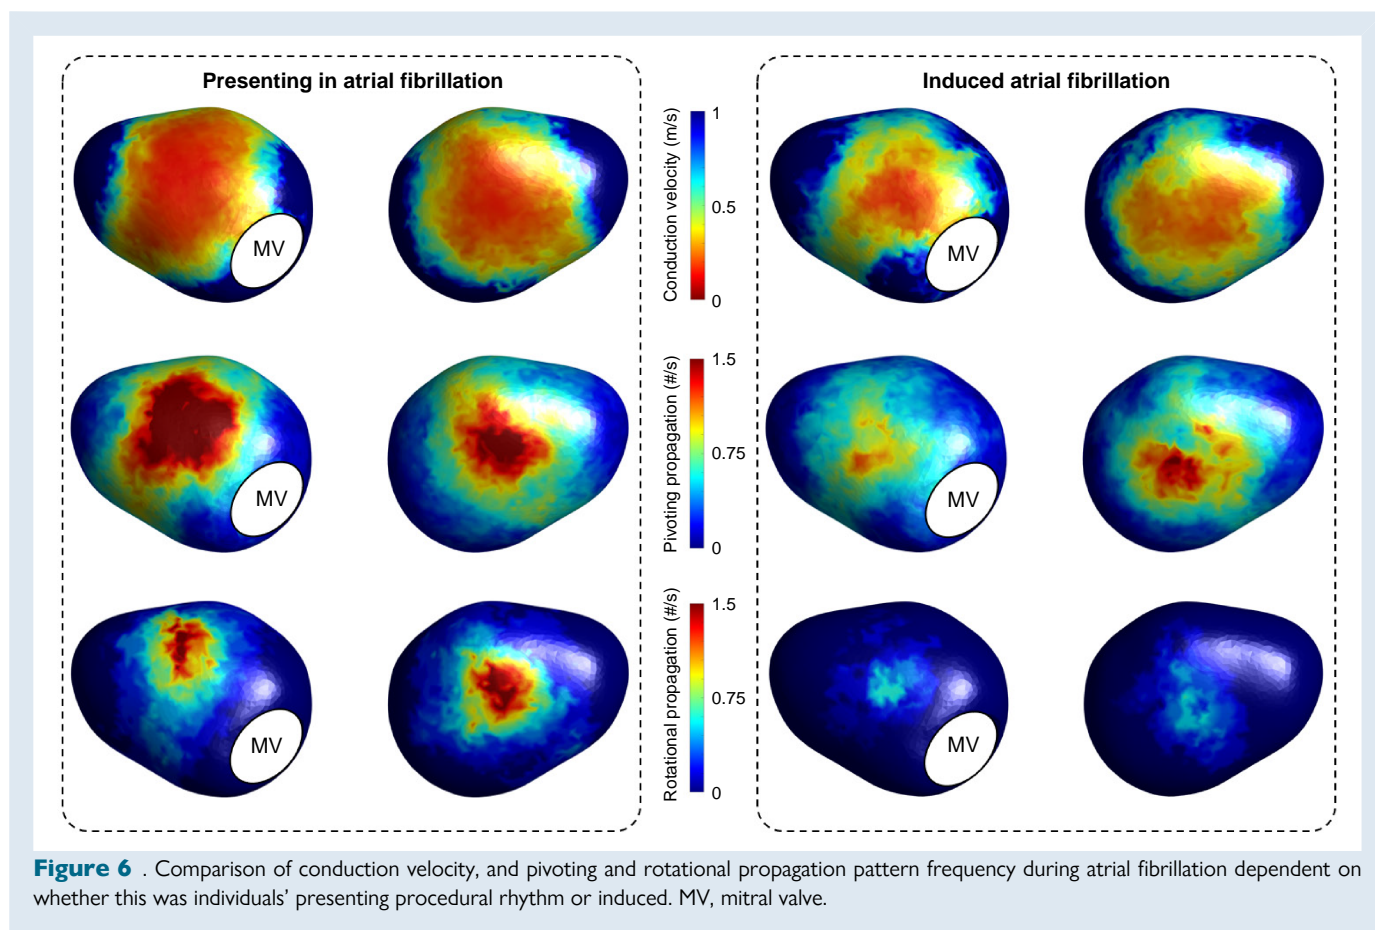 Presenting in atrial fibrillation
Induced atrial fibrillation
MV
Conduction velocity (m/s)
1
0.5
0
MV
MV
Pivoting propagation (#/s)
1.5
0.75
0
MV
MV
Rotational propagation (#/s)
1.5
0.75
0
MV
Figure 6 . Comparison of conduction velocity, and pivoting and rotational propagation pattern frequency during atrial fibrillation dependent on
whether this was individuals’ presenting procedural rhythm or induced. MV, mitral valve.